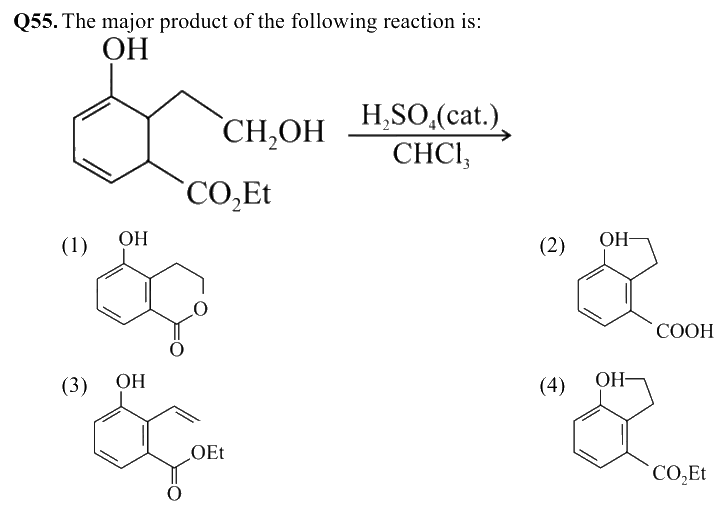 Q55. The major product of the following reaction is:
OH
CH₂OH
H₂SO₄(cat.)
CHCl₃
CO₂Et
(1) OH
O
O
(2) OH
COOH
(3) OH
OEt
O
(4) OH
CO₂Et